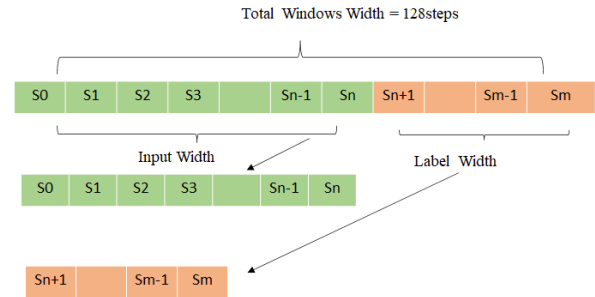 Total Windows Width = 128steps
S0 S1 S2 S3 Sn-1 Sn Sn+1 Sm-1 Sm
Input Width
Label Width
S0 S1 S2 S3 Sn-1 Sn
Sn+1 Sm-1 Sm